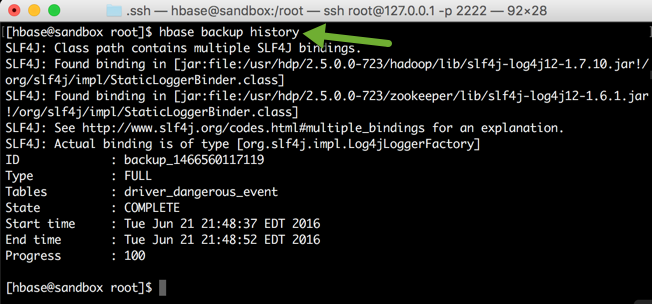 .ssh — hbase@sandbox:/root — ssh root@127.0.0.1 -p 2222 — 92×28
[[hbase@sandbox root]$ hbase backup history
SLF4J: Class path contains multiple SLF4J bindings.
SLF4J: Found binding in [jar:file:/usr/hdp/2.5.0.0-723/hadoop/lib/slf4j-log4j12-1.7.10.jar!/
org/slf4j/impl/StaticLoggerBinder.class]
SLF4J: Found binding in [jar:file:/usr/hdp/2.5.0.0-723/zookeeper/lib/slf4j-log4j12-1.6.1.jar
!/org/slf4j/impl/StaticLoggerBinder.class]
SLF4J: See http://www.slf4j.org/codes.html#multiple_bindings for an explanation.
SLF4J: Actual binding is of type [org.slf4j.impl.Log4jLoggerFactory]
ID : backup_1466560117119
Type : FULL
Tables : driver_dangerous_event
State : COMPLETE
Start time : Tue Jun 21 21:48:37 EDT 2016
End time : Tue Jun 21 21:48:52 EDT 2016
Progress : 100
[hbase@sandbox root]$